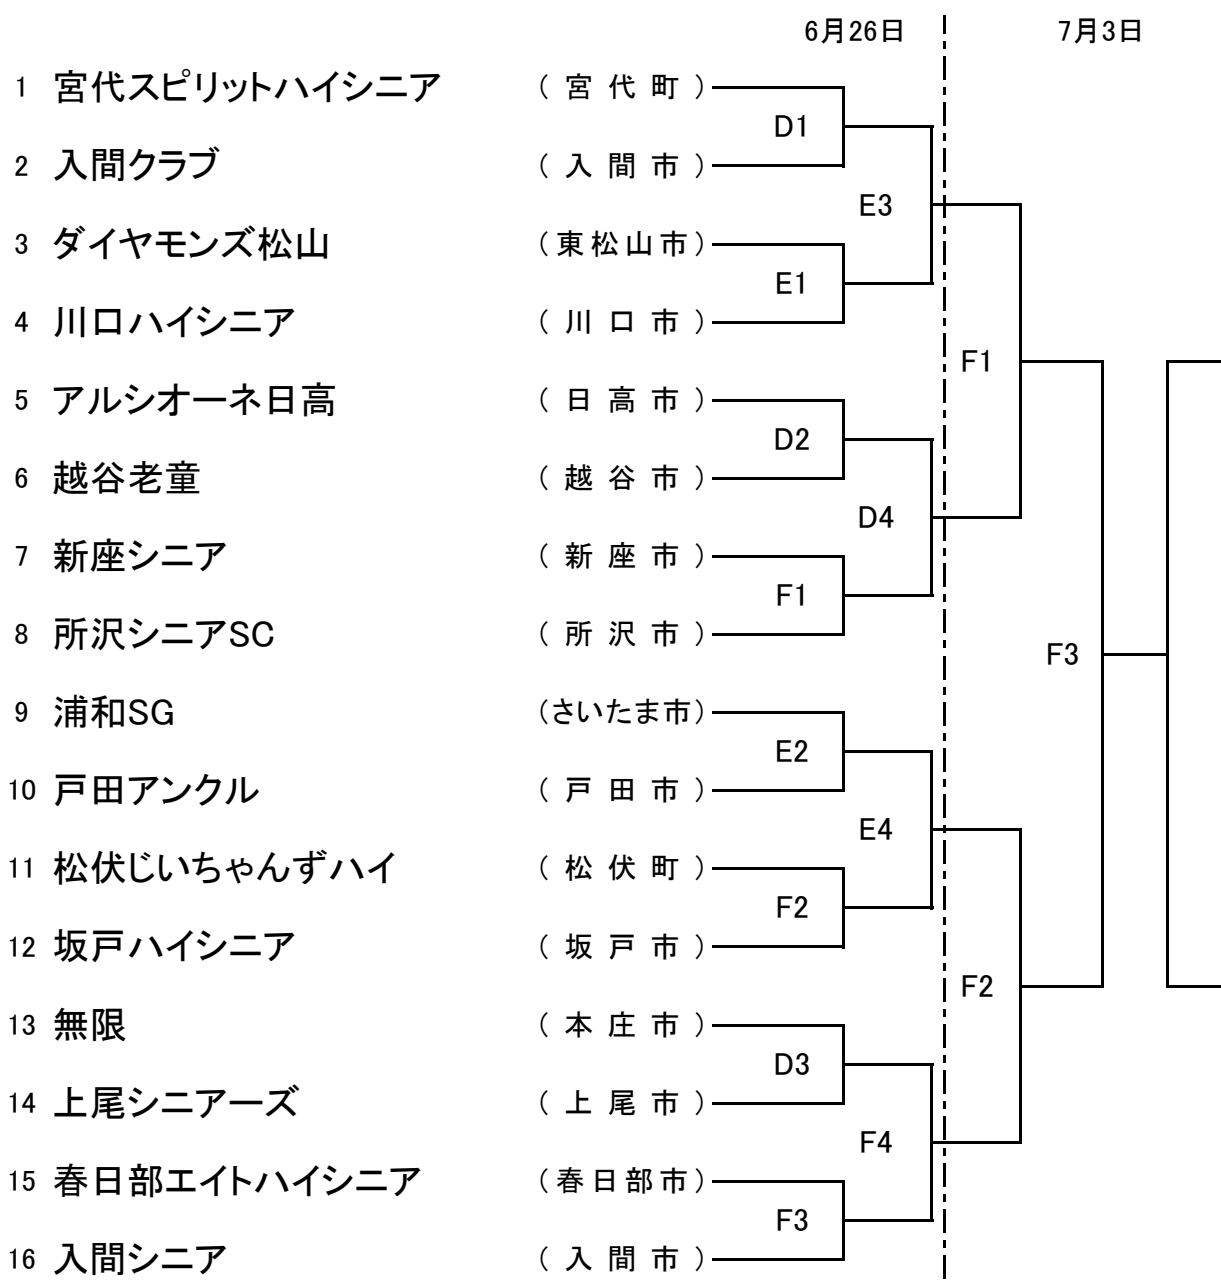 6月26日 7月3日
1 宮代スピリットハイシニア (宮代町)
D1
2 入間クラブ (入間市)
E3
3 ダイヤモンズ松山 (東松山市)
E1
4 川口ハイシニア (川口市)
F1
5 アルシオーネ日高 (日高市)
D2
6 越谷老童 (越谷市)
D4
7 新座シニア (新座市)
F1
8 所沢シニアSC (所沢市)
F3
9 浦和SG (さいたま市)
E2
10 戸田アンクル (戸田市)
E4
11 松伏じいちゃんずハイ (松伏町)
F2
12 坂戸ハイシニア (坂戸市)
F2
13 無限 (本庄市)
D3
14 上尾シニアーズ (上尾市)
F4
15 春日部エイトハイシニア (春日部市)
F3
16 入間シニア (入間市)